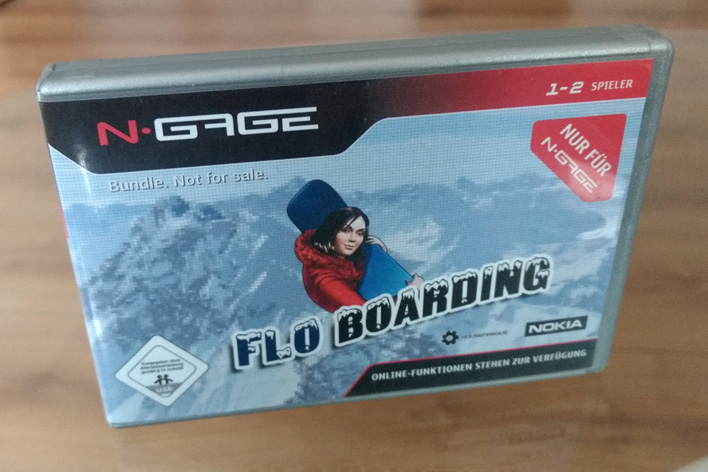 N·GAGE
1-2 SPIELER
NUR FÜR
N·GAGE
Bundle. Not for sale.
FLO BOARDING
NOKIA
ONLINE-FUNKTIONEN STEHEN ZUR VERFÜGUNG